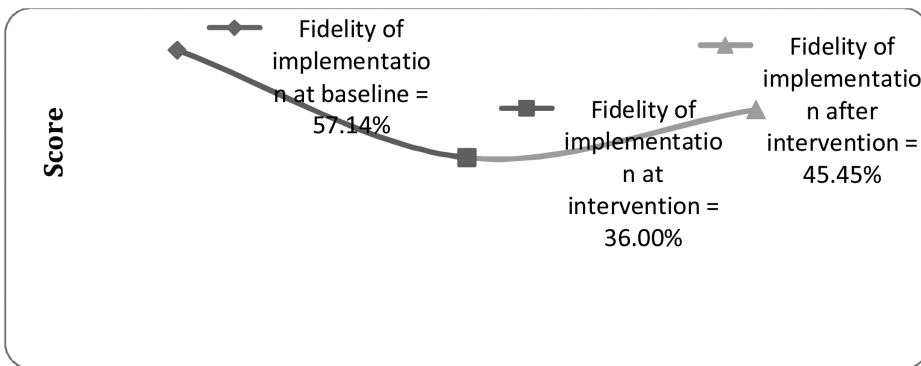 Score
Fidelity of
implementatio
n at baseline =
57.14%
Fidelity of
implementatio
n at
intervention =
36.00%
Fidelity of
implementatio
n after
intervention =
45.45%